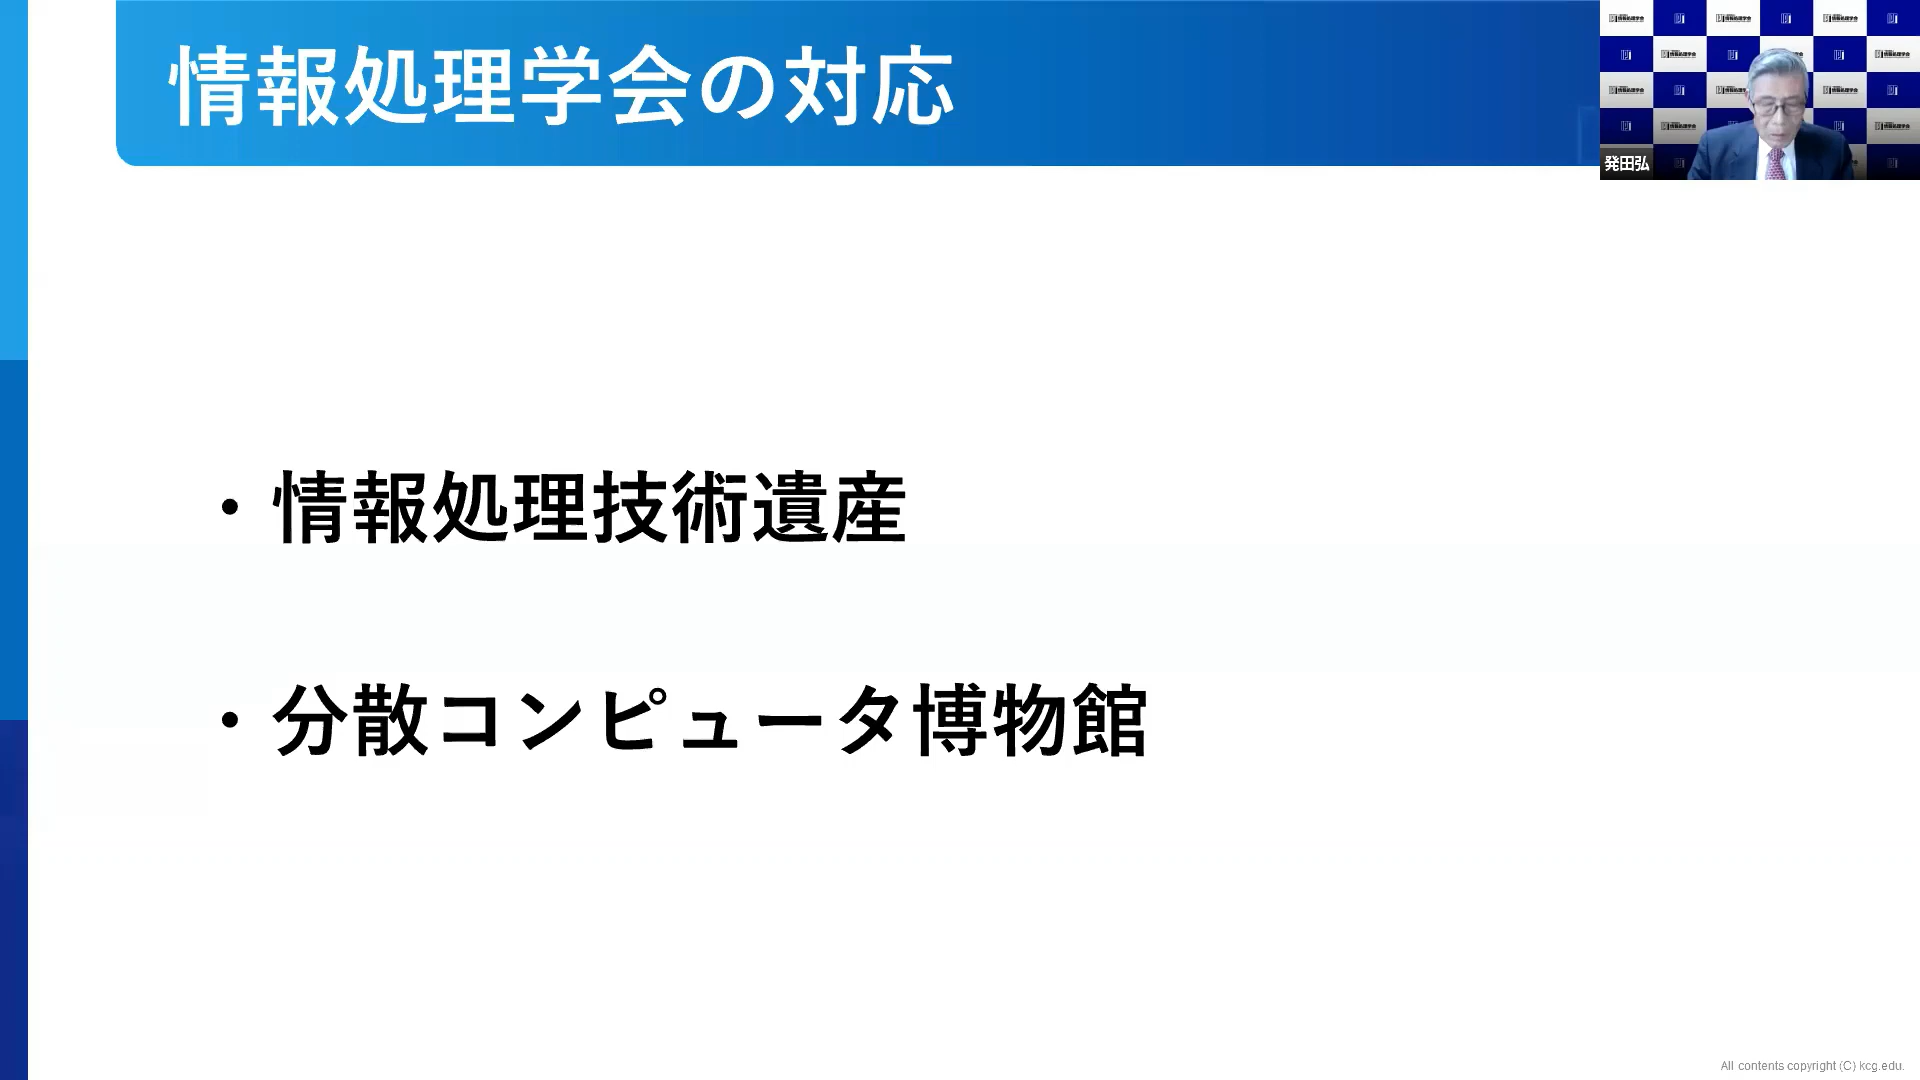 情報処理学会の対応
発田弘
・情報処理技術遺産
・分散コンピュータ博物館
All contents copyright (C) kcg.edu.